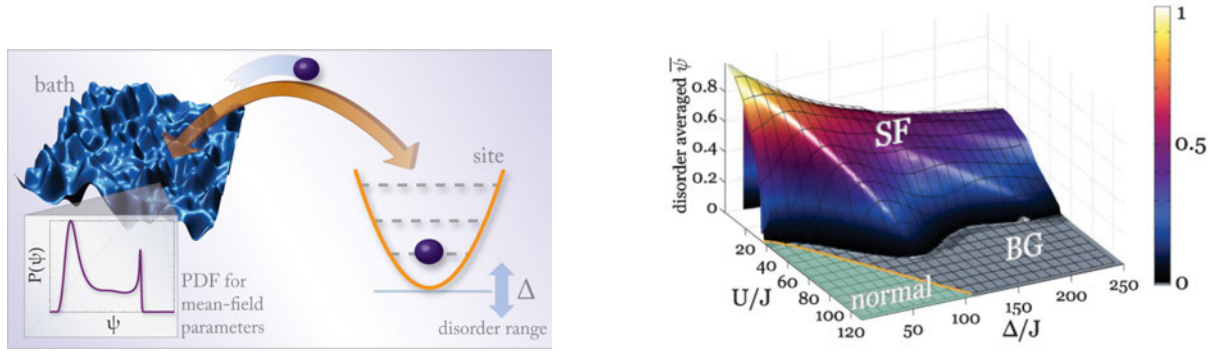 bath
site
P(ψ)
ψ
PDF for
mean-field
parameters
Δ
disorder range
disorder averaged ψ̅
0.8
0.6
0.4
0.2
0
20
40
60
80
100
120
U/J
50
100
150
200
250
Δ/J
SF
BG
normal
1
0.5
0